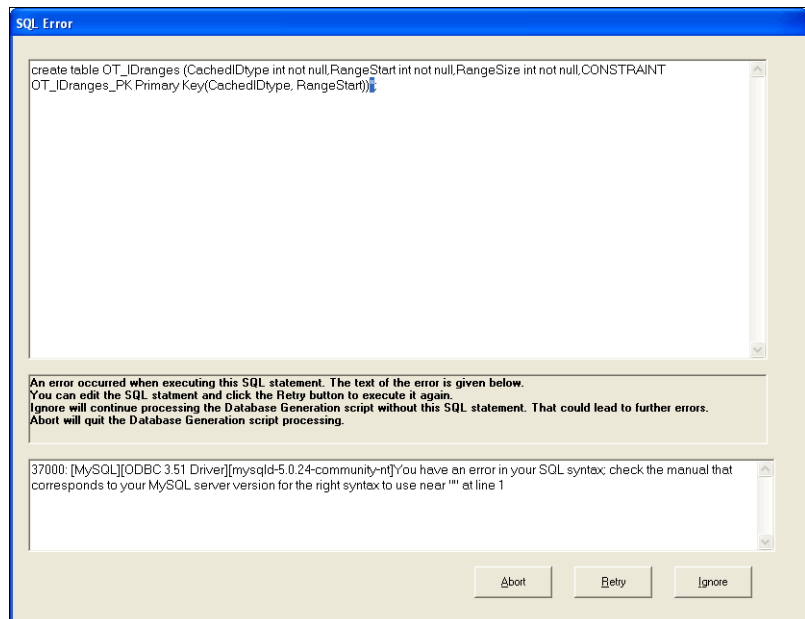 SQL Error
create table OT_IDranges (CachedIDtype int not null,RangeStart int not null,RangeSize int not null,CONSTRAINT
OT_IDranges_PK Primary Key(CachedIDtype, RangeStart))";
An error occurred when executing this SQL statement. The text of the error is given below.
You can edit the SQL statment and click the Retry button to execute it again.
Ignore will continue processing the Database Generation script without this SQL statement. That could lead to further errors.
Abort will quit the Database Generation script processing.
37000: [MySQL][ODBC 3.51 Driver][mysqld-5.0.24-community-nt]You have an error in your SQL syntax; check the manual that
corresponds to your MySQL server version for the right syntax to use near '"' at line 1
Abort
Retry
Ignore